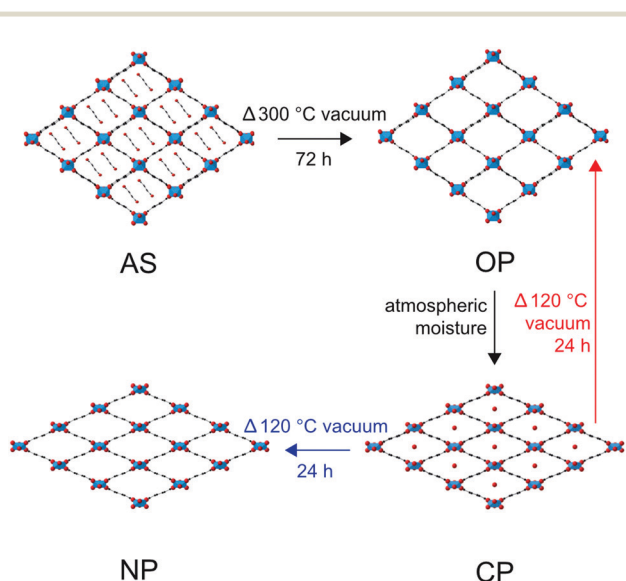 Δ 300 °C vacuum
72 h
AS
OP
atmospheric
moisture
Δ 120 °C
vacuum
24 h
Δ 120 °C vacuum
24 h
NP
CP